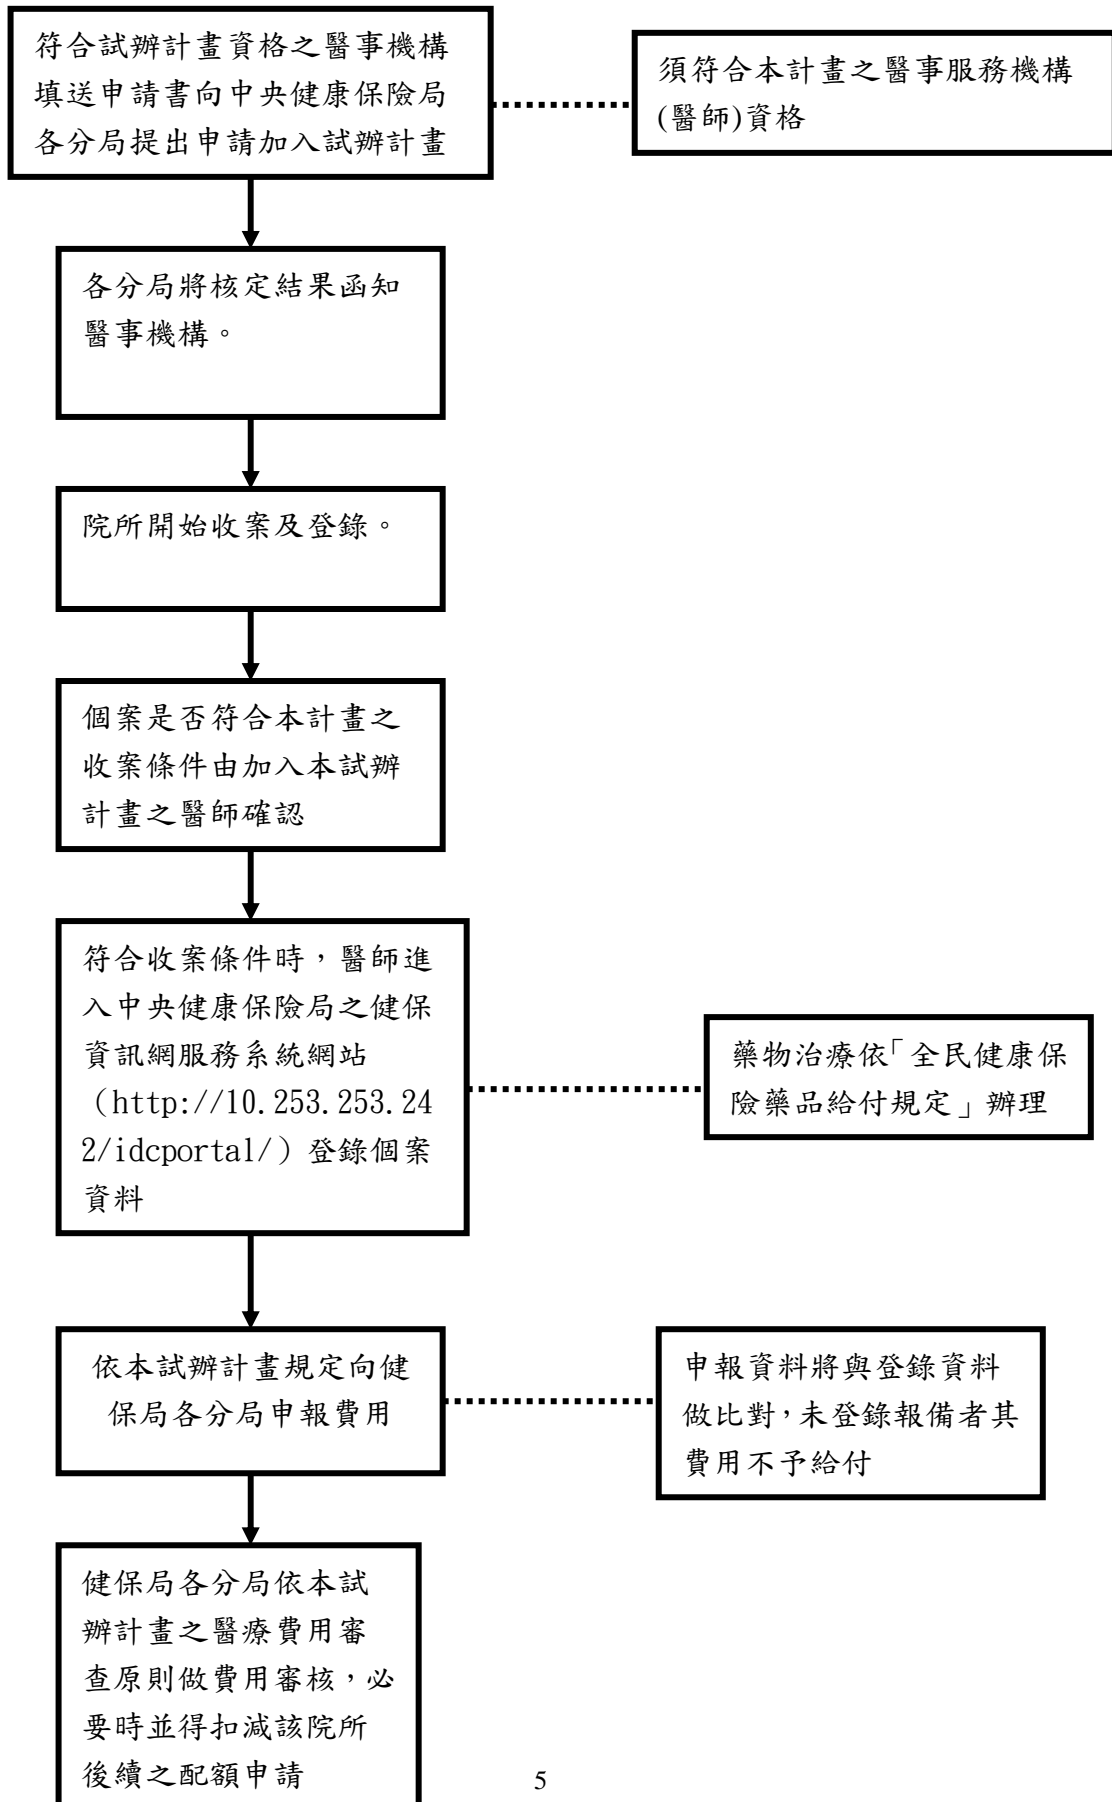 符合試辦計畫資格之醫事機構
填送申請書向中央健康保險局
各分局提出申請加入試辦計畫
須符合本計畫之醫事服務機構
(醫師)資格
各分局將核定結果函知
醫事機構。
院所開始收案及登錄。
個案是否符合本計畫之
收案條件由加入本試辦
計畫之醫師確認
符合收案條件時，醫師進
入中央健康保險局之健保
資訊網服務系統網站
（http://10.253.253.24
2/idcportal/）登錄個案
資料
藥物治療依「全民健康保
險藥品給付規定」辦理
依本試辦計畫規定向健
保局各分局申報費用
申報資料將與登錄資料
做比對，未登錄報備者其
費用不予給付
健保局各分局依本試
辦計畫之醫療費用審
查原則做費用審核，必
要時並得扣減該院所
後續之配額申請
5